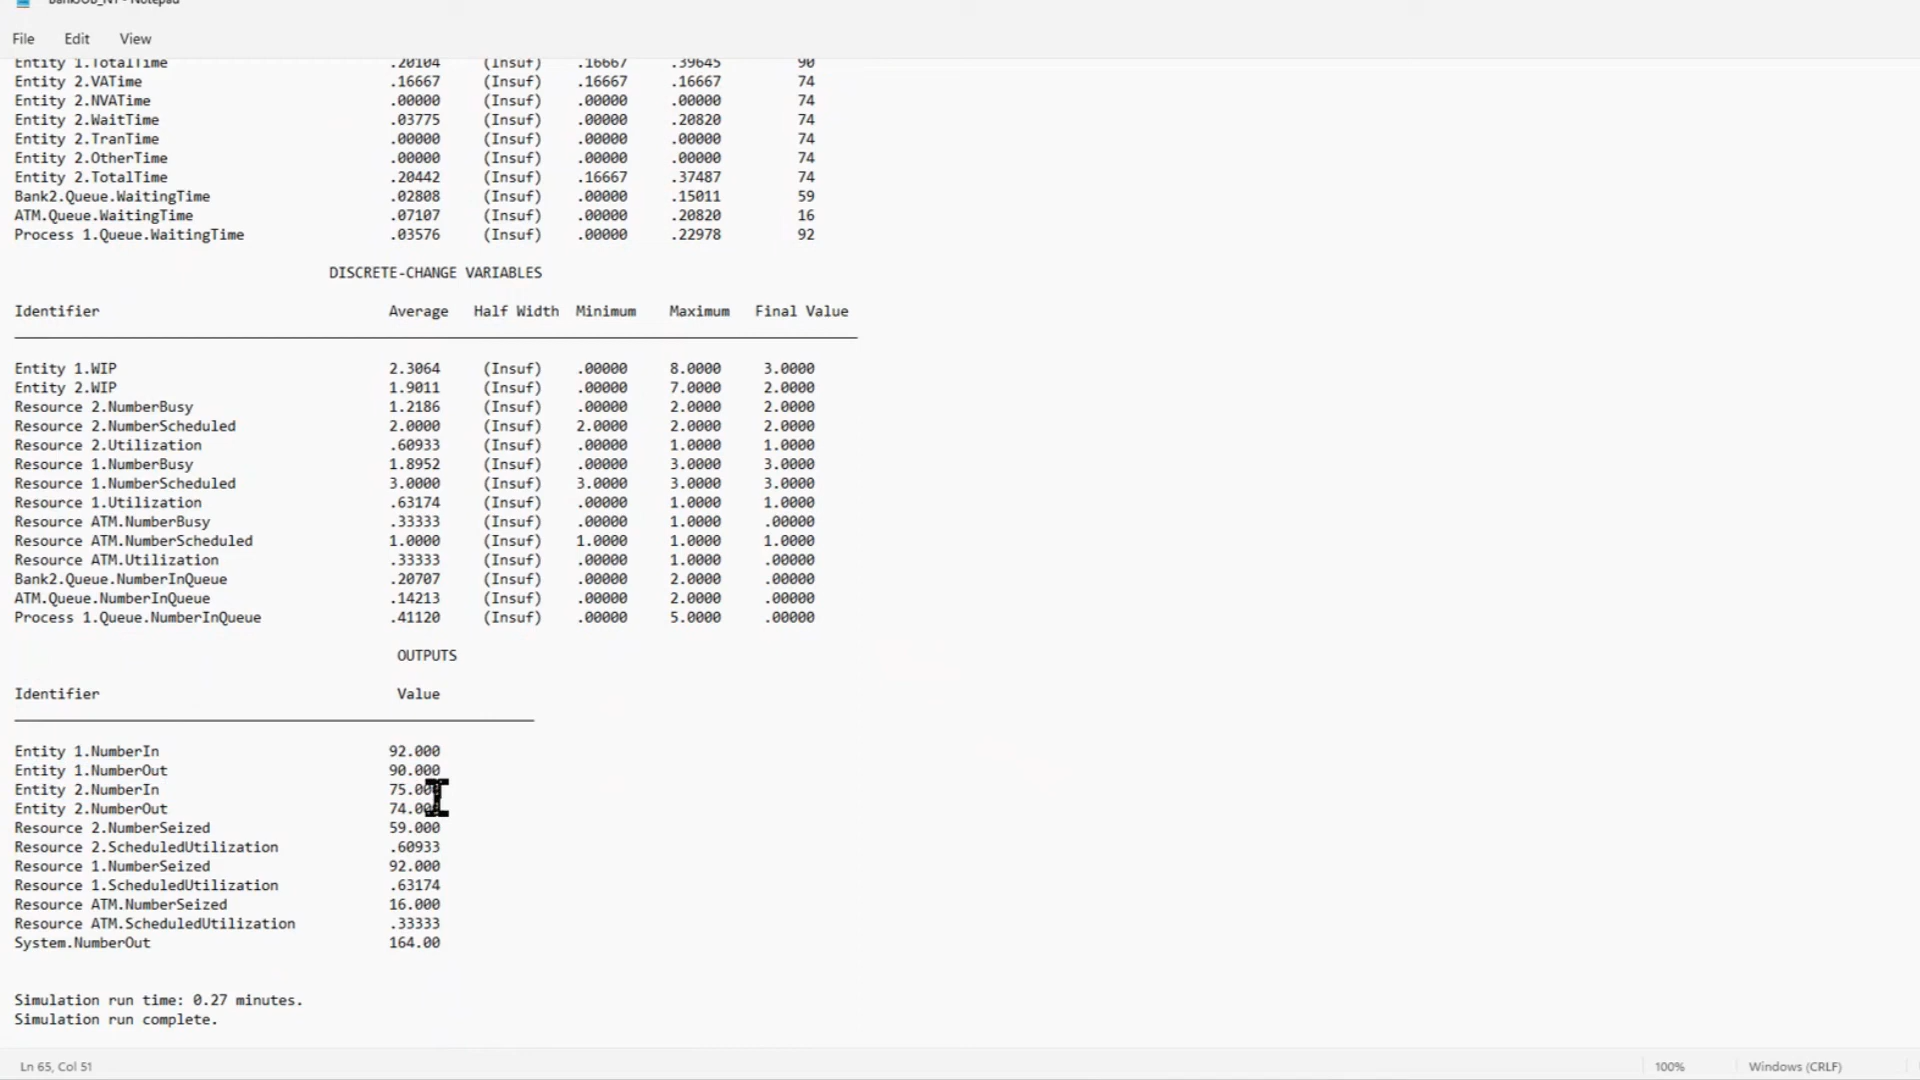 BankJOB_N1 - Notepad
File Edit View
Entity 1.TotalTime .20104 (Insuf) .16667 .39645 90
Entity 2.VATime .16667 (Insuf) .16667 .16667 74
Entity 2.NVATime .00000 (Insuf) .00000 .00000 74
Entity 2.WaitTime .03775 (Insuf) .00000 .20820 74
Entity 2.TranTime .00000 (Insuf) .00000 .00000 74
Entity 2.OtherTime .00000 (Insuf) .00000 .00000 74
Entity 2.TotalTime .20442 (Insuf) .16667 .37487 74
Bank2.Queue.WaitingTime .02808 (Insuf) .00000 .15011 59
ATM.Queue.WaitingTime .07107 (Insuf) .00000 .20820 16
Process 1.Queue.WaitingTime .03576 (Insuf) .00000 .22978 92
DISCRETE-CHANGE VARIABLES
Identifier Average Half Width Minimum Maximum Final Value
Entity 1.WIP 2.3064 (Insuf) .00000 8.0000 3.0000
Entity 2.WIP 1.9011 (Insuf) .00000 7.0000 2.0000
Resource 2.NumberBusy 1.2186 (Insuf) .00000 2.0000 2.0000
Resource 2.NumberScheduled 2.0000 (Insuf) 2.0000 2.0000 2.0000
Resource 2.Utilization .60933 (Insuf) .00000 1.0000 1.0000
Resource 1.NumberBusy 1.8952 (Insuf) .00000 3.0000 3.0000
Resource 1.NumberScheduled 3.0000 (Insuf) 3.0000 3.0000 3.0000
Resource 1.Utilization .63174 (Insuf) .00000 1.0000 1.0000
Resource ATM.NumberBusy .33333 (Insuf) .00000 1.0000 .00000
Resource ATM.NumberScheduled 1.0000 (Insuf) 1.0000 1.0000 1.0000
Resource ATM.Utilization .33333 (Insuf) .00000 1.0000 .00000
Bank2.Queue.NumberInQueue .20707 (Insuf) .00000 2.0000 .00000
ATM.Queue.NumberInQueue .14213 (Insuf) .00000 2.0000 .00000
Process 1.Queue.NumberInQueue .41120 (Insuf) .00000 5.0000 .00000
OUTPUTS
Identifier Value
Entity 1.NumberIn 92.000
Entity 1.NumberOut 90.000
Entity 2.NumberIn 75.000
Entity 2.NumberOut 74.000
Resource 2.NumberSeized 59.000
Resource 2.ScheduledUtilization .60933
Resource 1.NumberSeized 92.000
Resource 1.ScheduledUtilization .63174
Resource ATM.NumberSeized 16.000
Resource ATM.ScheduledUtilization .33333
System.NumberOut 164.00
Simulation run time: 0.27 minutes.
Simulation run complete.
Ln 65, Col 51 100% Windows (CRLF)